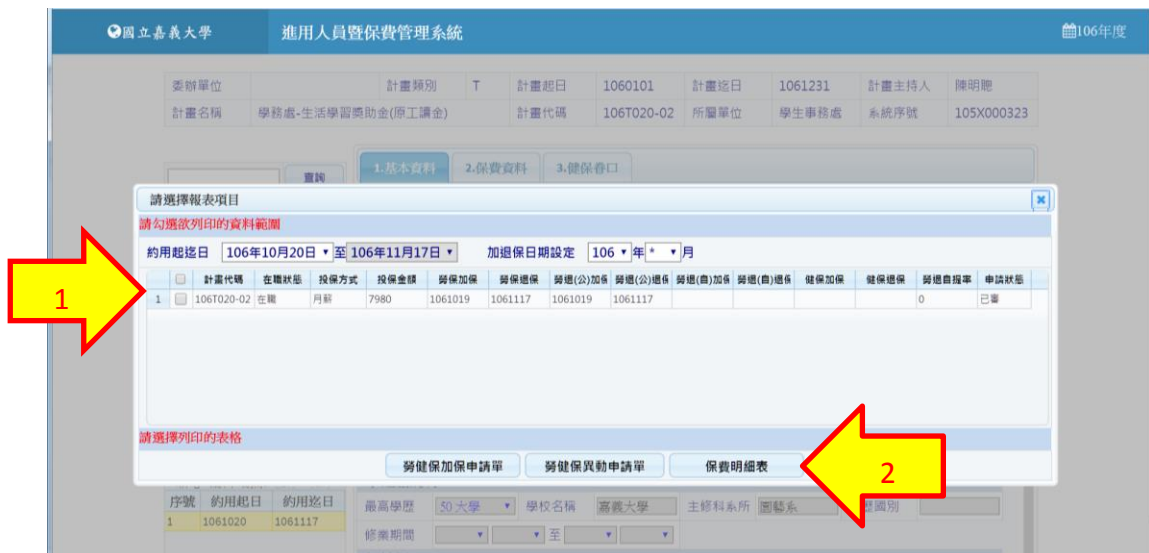 國立嘉義大學 進用人員暨保費管理系統 106年度
委辦單位 計畫類別 T 計畫起日 1060101 計畫迄日 1061231 計畫主持人 陳明聰
計畫名稱 學務處-生活學習獎助金(原工讀金) 計畫代碼 106T020-02 所屬單位 學生事務處 系統序號 105X000323
查詢 1.基本資料 2.保費資料 3.健保眷口
請選擇報表項目
請勾選欲列印的資料範圍
約用起迄日 106年10月20日 至 106年11月17日 加退保日期設定 106 年 * 月
計畫代碼 在職狀態 投保方式 投保金額 勞保加保 勞保退保 勞退(公)加保 勞退(公)退保 勞退(自)加保 勞退(自)退保 健保加保 健保退保 勞退自提率 申請狀態
1 106T020-02 在職 月薪 7980 1061019 1061117 1061019 1061117 0 已審
1
請選擇列印的表格
勞健保加保申請單 勞健保異動申請單 保費明細表
2
序號 約用起日 約用迄日 最高學歷 50 大學 學校名稱 嘉義大學 主修科系所 園藝系 國別
1 1061020 1061117
修業期間 至